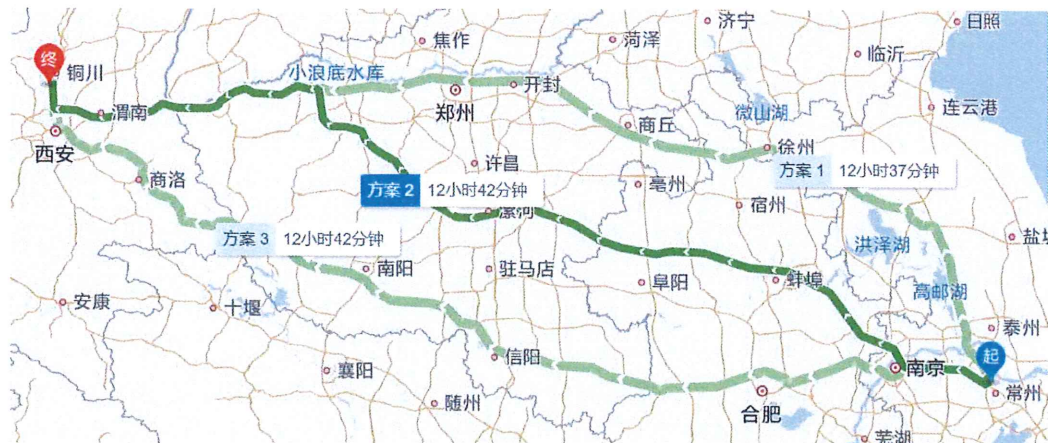 济宁
日照
焦作
菏泽
临沂
终
铜川
小浪底水库
开封
郑州
微山湖
连云港
渭南
商丘
徐州
西安
许昌
方案 1 12小时37分钟
商洛
方案 2 12小时42分钟
亳州
宿州
漯河
方案 3 12小时42分钟
洪泽湖
盐城
南阳
驻马店
阜阳
蚌埠
高邮湖
安康
十堰
泰州
信阳
起
襄阳
南京
常州
随州
合肥
芜湖